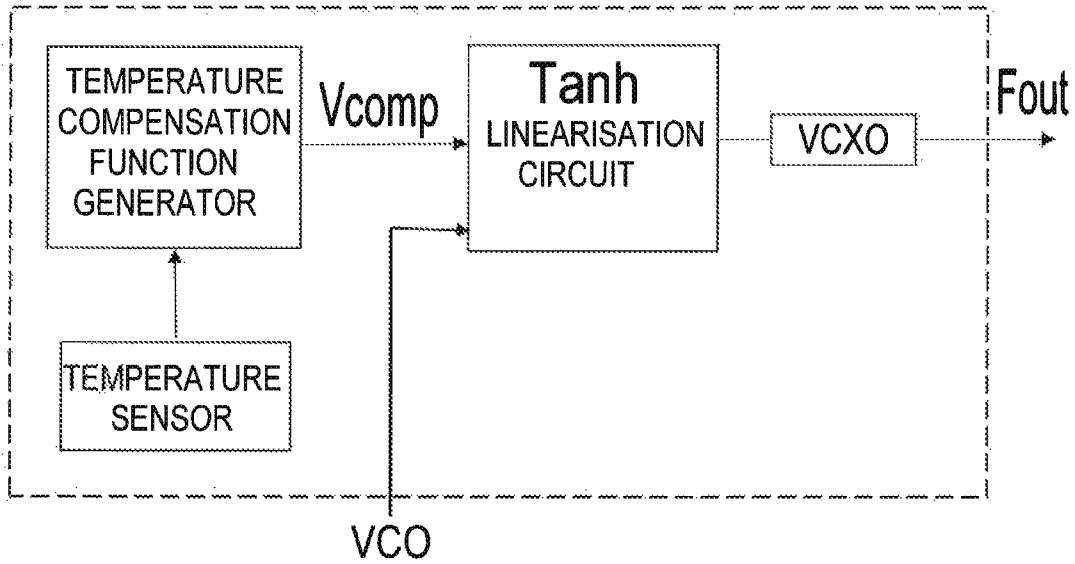 TEMPERATURE
COMPENSATION
FUNCTION
GENERATOR
Vcomp
Tanh
LINEARISATION
CIRCUIT
VCXO
Fout
TEMPERATURE
SENSOR
VCO